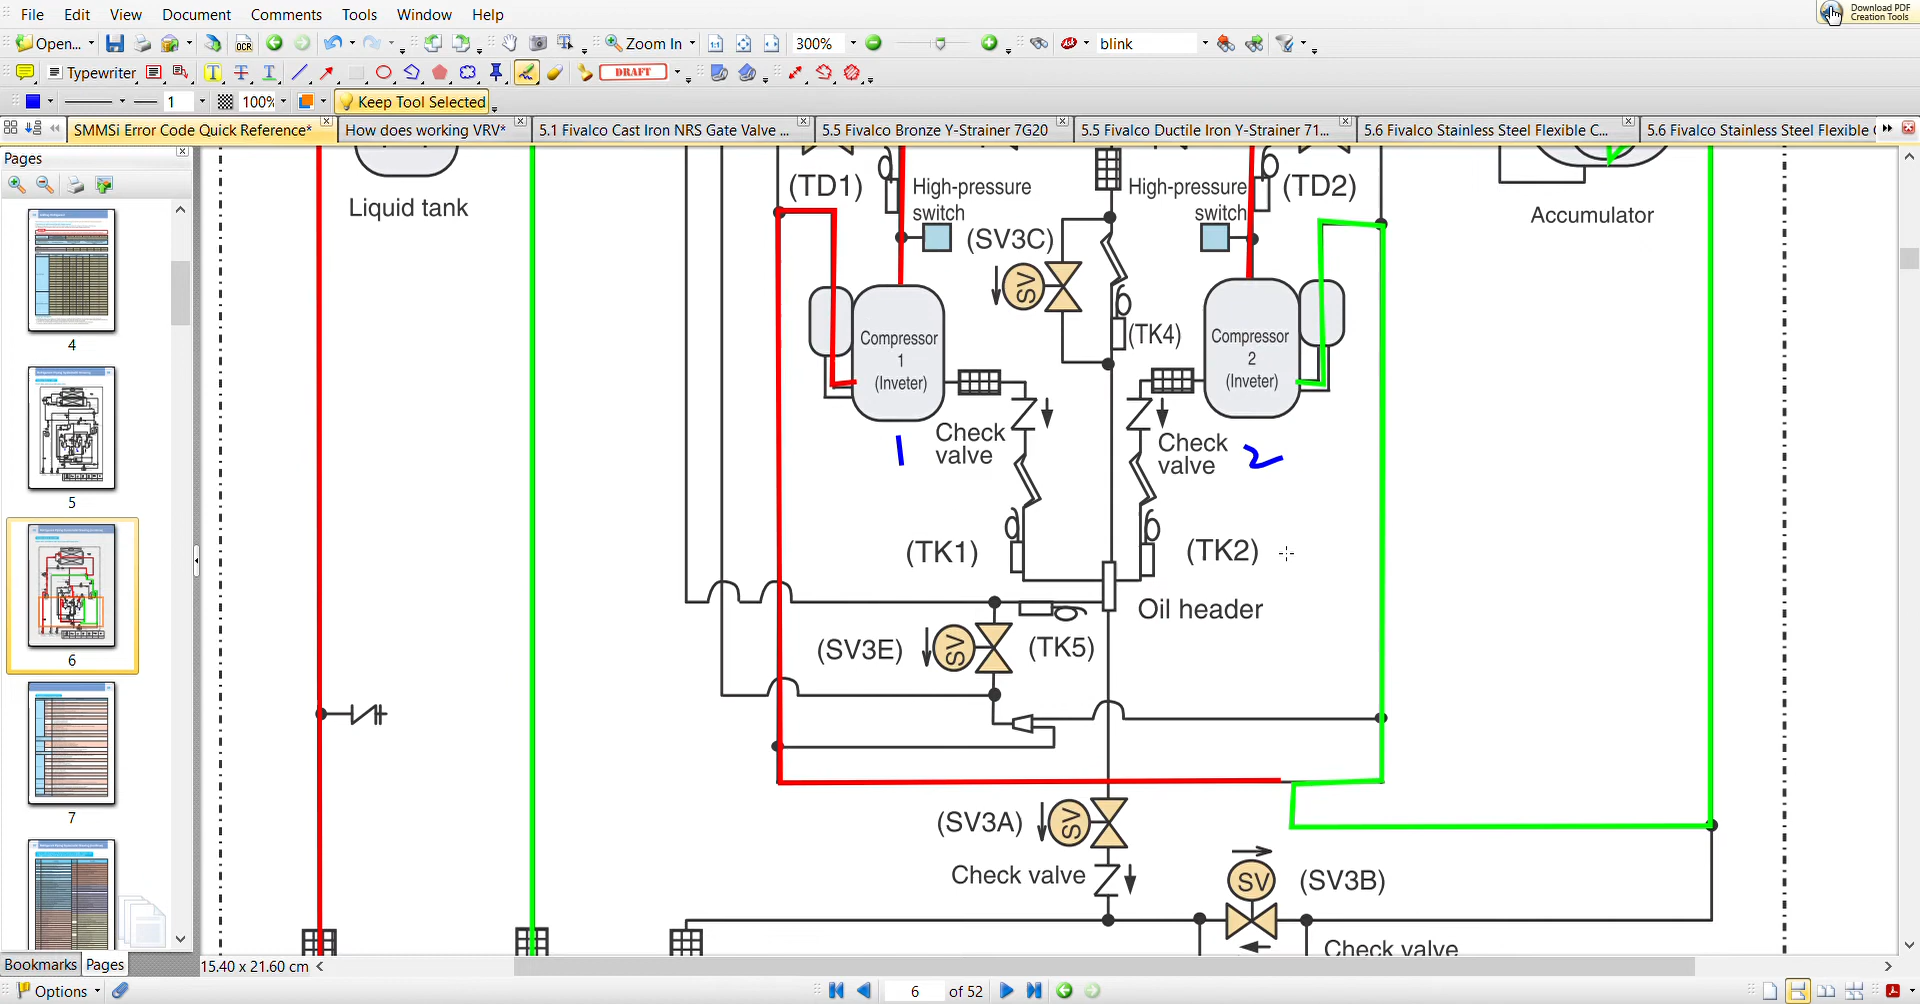 File Edit View Document Comments Tools Window Help
Download PDF
Creation Tools
Open... OCR Zoom In 300% blink
Typewriter DRAFT
1 100% Keep Tool Selected
SMMSi Error Code Quick Reference* How does working VRV* 5.1 Fivalco Cast Iron NRS Gate Valve ... 5.5 Fivalco Bronze Y-Strainer 7G20 5.5 Fivalco Ductile Iron Y-Strainer 71... 5.6 Fivalco Stainless Steel Flexible C... 5.6 Fivalco Stainless Steel Flexible
Pages
4
5
6
7
Bookmarks Pages
Liquid tank
(TD1)
High-pressure
switch
(SV3C)
SV
High-pressure
switch
(TD2)
Accumulator
(TK4)
Compressor
1
(Inveter)
Compressor
2
(Inveter)
Check
valve
1
Check
valve
2
(TK1)
(TK2)
Oil header
(SV3E)
SV
(TK5)
(SV3A)
SV
Check valve
SV
(SV3B)
Check valve
15.40 x 21.60 cm
Options 6 of 52